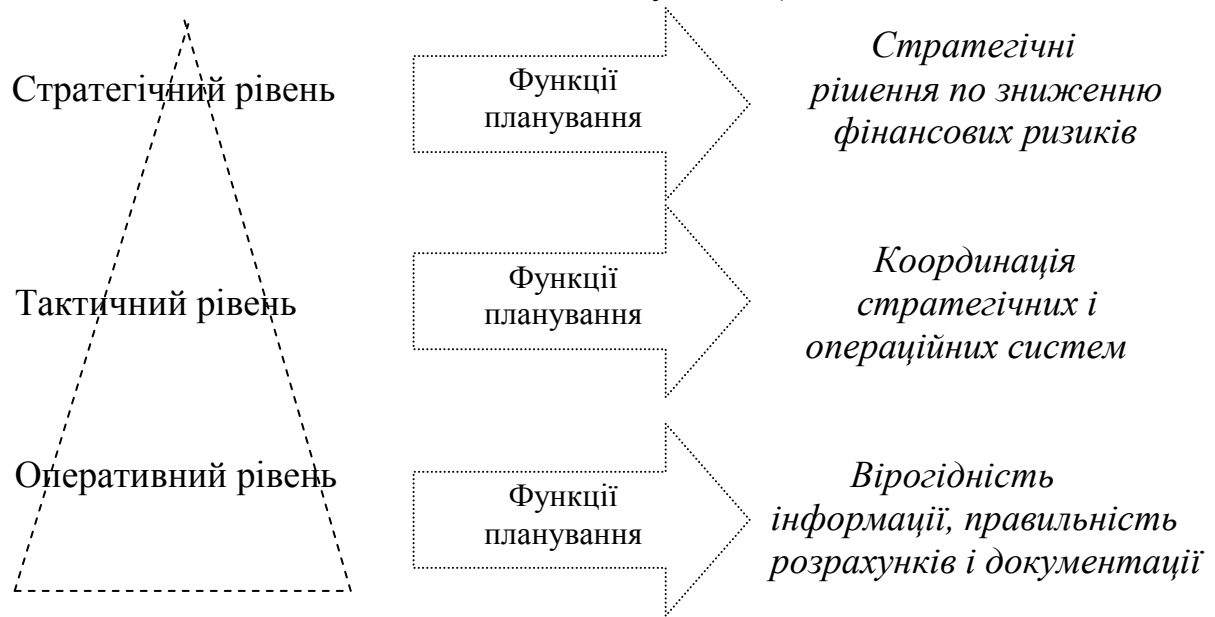 Стратегічний рівень
Функції
планування
Стратегічні
рішення по зниженню
фінансових ризиків
Тактичний рівень
Функції
планування
Координація
стратегічних і
операційних систем
Оперативний рівень
Функції
планування
Вірогідність
інформації, правильність
розрахунків і документації